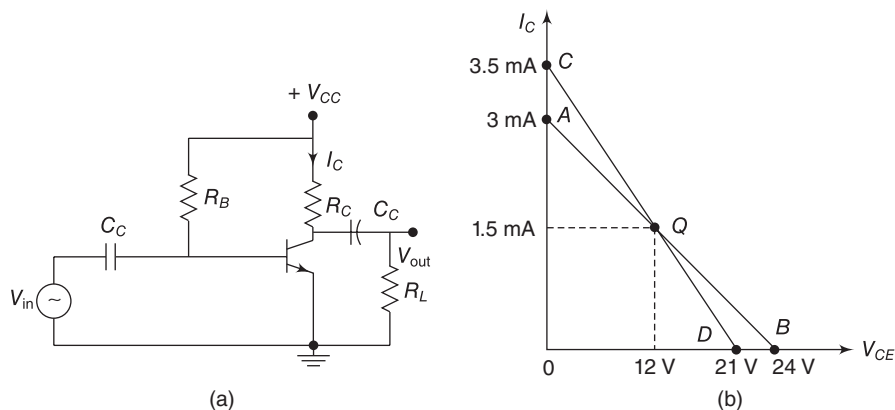 + V_CC
I_C
R_B
R_C
C_C
C_C
V_out
V_in
~
R_L
(a)
I_C
3.5 mA
C
3 mA
A
1.5 mA
Q
D
B
0
12 V
21 V
24 V
V_CE
(b)